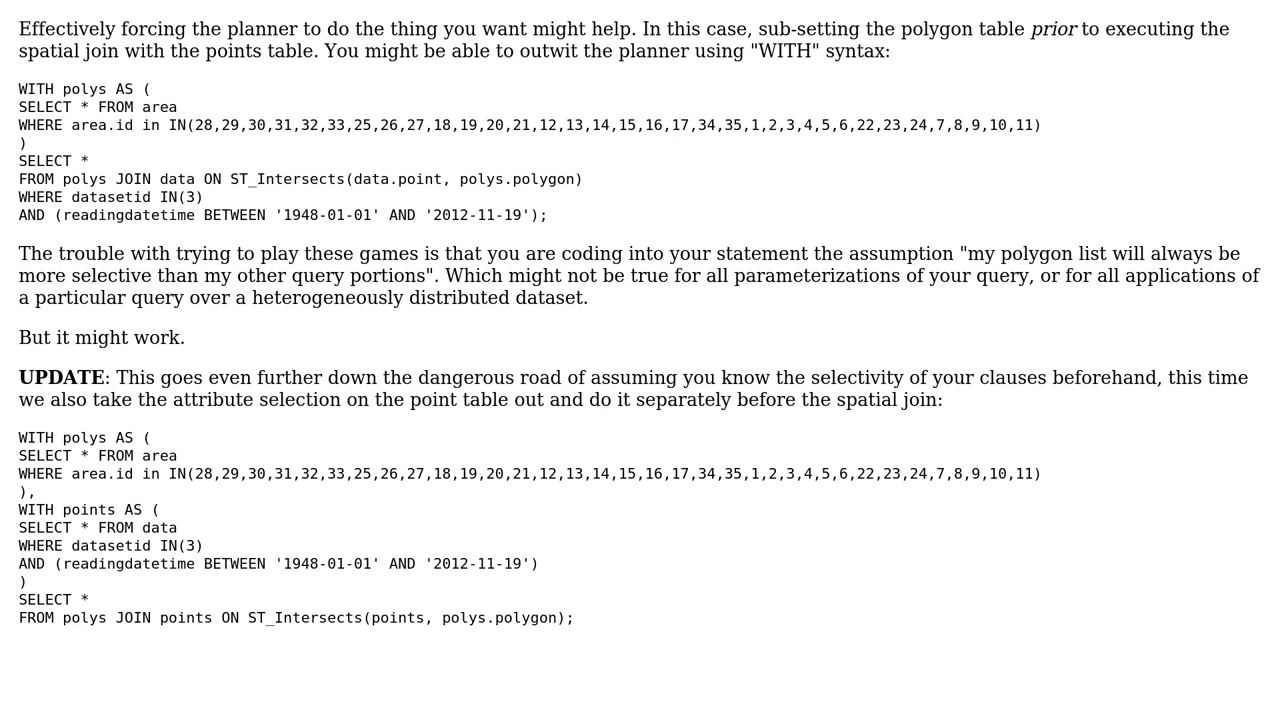 Effectively forcing the planner to do the thing you want might help. In this case, sub-setting the polygon table prior to executing the
spatial join with the points table. You might be able to outwit the planner using "WITH" syntax:
WITH polys AS (
SELECT * FROM area
WHERE area.id in IN(28,29,30,31,32,33,25,26,27,18,19,20,21,12,13,14,15,16,17,34,35,1,2,3,4,5,6,22,23,24,7,8,9,10,11)
)
SELECT *
FROM polys JOIN data ON ST_Intersects(data.point, polys.polygon)
WHERE datasetid IN(3)
AND (readingdatetime BETWEEN '1948-01-01' AND '2012-11-19');
The trouble with trying to play these games is that you are coding into your statement the assumption "my polygon list will always be
more selective than my other query portions". Which might not be true for all parameterizations of your query, or for all applications of
a particular query over a heterogeneously distributed dataset.
But it might work.
UPDATE: This goes even further down the dangerous road of assuming you know the selectivity of your clauses beforehand, this time
we also take the attribute selection on the point table out and do it separately before the spatial join:
WITH polys AS (
SELECT * FROM area
WHERE area.id in IN(28,29,30,31,32,33,25,26,27,18,19,20,21,12,13,14,15,16,17,34,35,1,2,3,4,5,6,22,23,24,7,8,9,10,11)
),
WITH points AS (
SELECT * FROM data
WHERE datasetid IN(3)
AND (readingdatetime BETWEEN '1948-01-01' AND '2012-11-19')
)
SELECT *
FROM polys JOIN points ON ST_Intersects(points, polys.polygon);